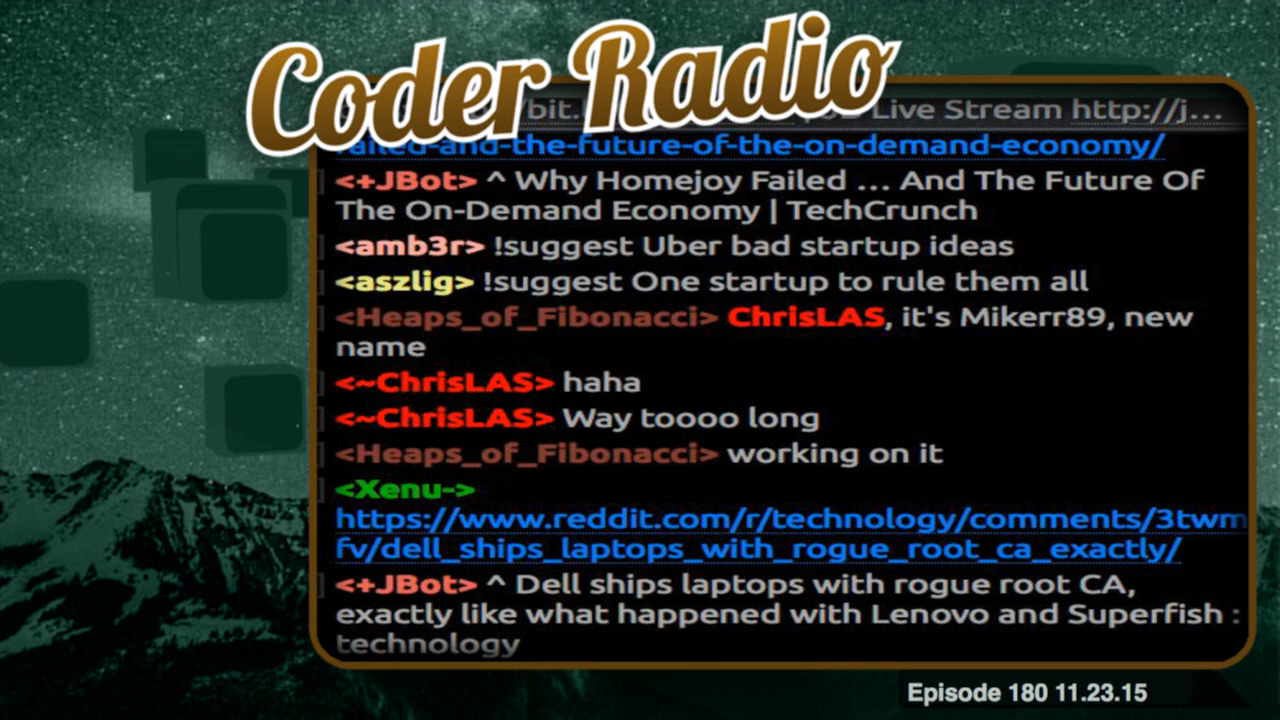 Coder Radio
Live Stream http://j...
failed-and-the-future-of-the-on-demand-economy/
<+JBot> ^ Why Homejoy Failed ... And The Future Of
The On-Demand Economy | TechCrunch
<amb3r> !suggest Uber bad startup ideas
<aszlig> !suggest One startup to rule them all
<Heaps_of_Fibonacci> ChrisLAS, it's Mikerr89, new
name
<~ChrisLAS> haha
<~ChrisLAS> Way toooo long
<Heaps_of_Fibonacci> working on it
<Xenu->
https://www.reddit.com/r/technology/comments/3twm
fv/dell_ships_laptops_with_rogue_root_ca_exactly/
<+JBot> ^ Dell ships laptops with rogue root CA,
exactly like what happened with Lenovo and Superfish :
technology
Episode 180 11.23.15